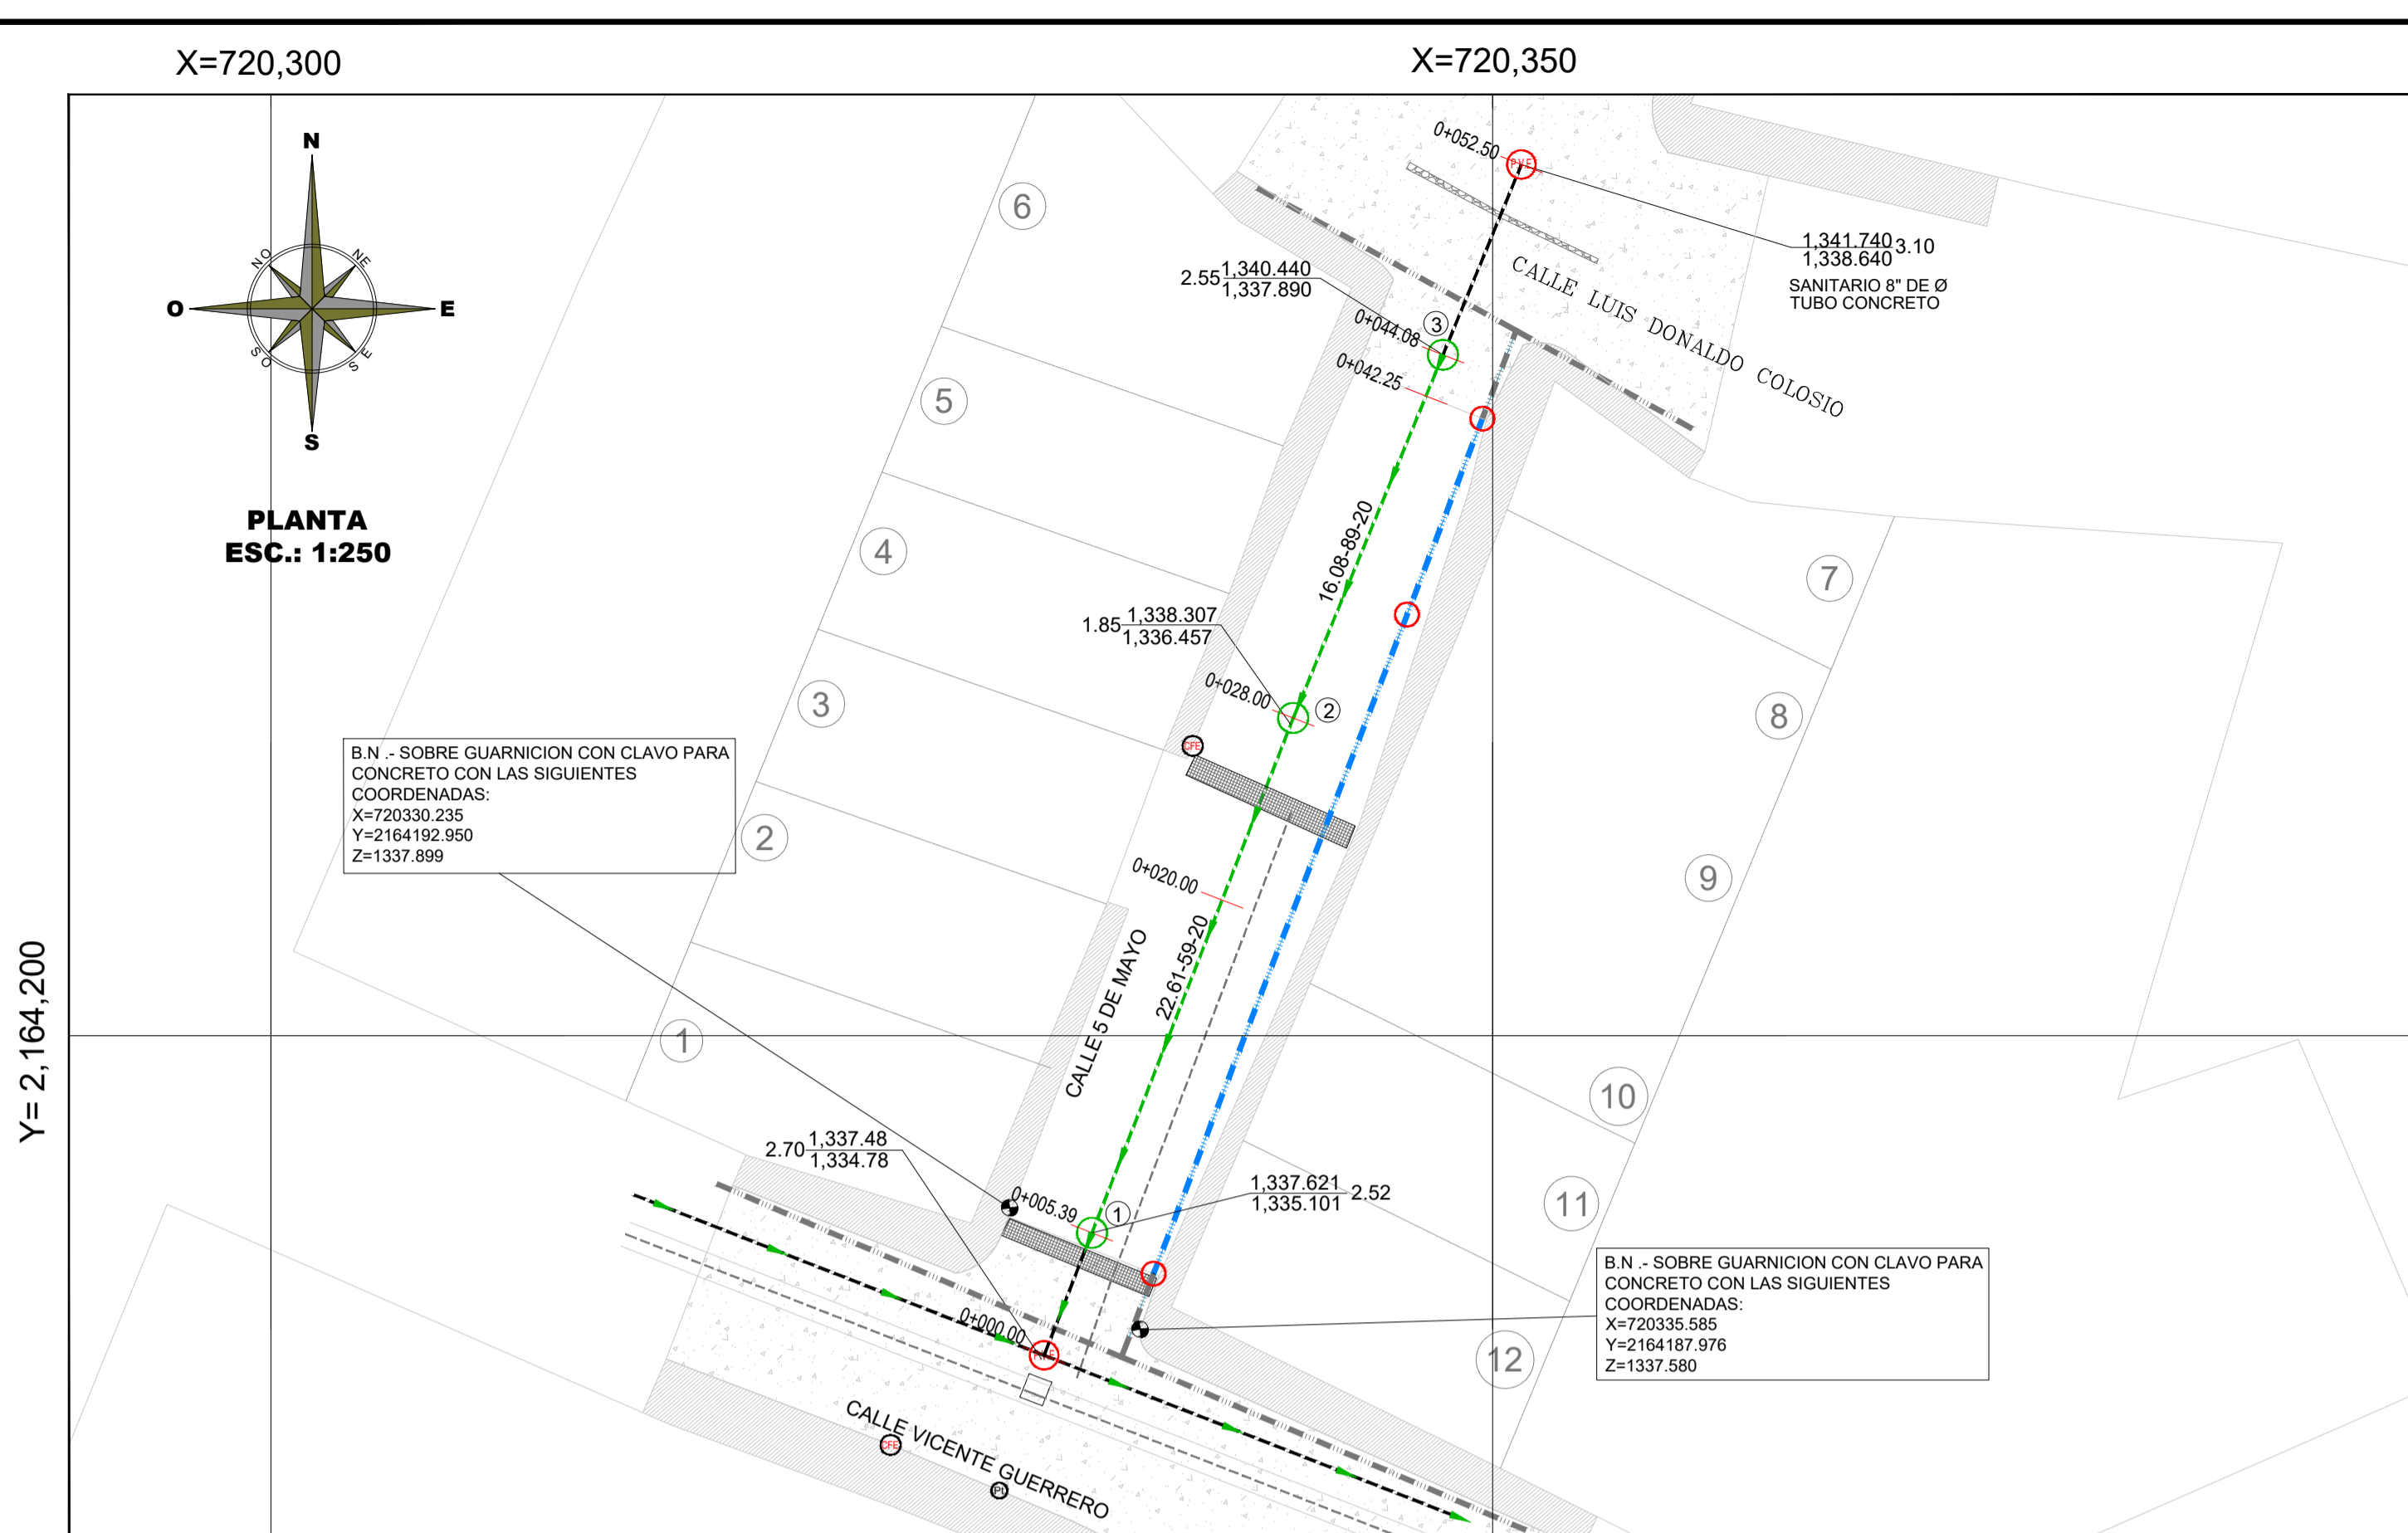 X=720,300
X=720,350
N
NO
NE
O
E
SO
SE
S
PLANTA
ESC.: 1:250
Y= 2,164,200
0+052.50
P.V.E
1,341.740
3.10
1,338.640
SANITARIO 8" DE Ø
TUBO CONCRETO
CALLE LUIS DONALDO COLOSIO
2.55
1,340.440
1,337.890
0+044.08
3
0+042.25
16.08-89-20
1.85
1,338.307
1,336.457
0+028.00
2
CFE
6
5
4
3
2
1
7
8
9
10
11
12
B.N .- SOBRE GUARNICION CON CLAVO PARA
CONCRETO CON LAS SIGUIENTES
COORDENADAS:
X=720330.235
Y=2164192.950
Z=1337.899
0+020.00
22.61-59-20
CALLE 5 DE MAYO
2.70
1,337.48
1,334.78
0+005.39
1
1,337.621
2.52
1,335.101
0+000.00
B.N .- SOBRE GUARNICION CON CLAVO PARA
CONCRETO CON LAS SIGUIENTES
COORDENADAS:
X=720335.585
Y=2164187.976
Z=1337.580
CALLE VICENTE GUERRERO
CFE